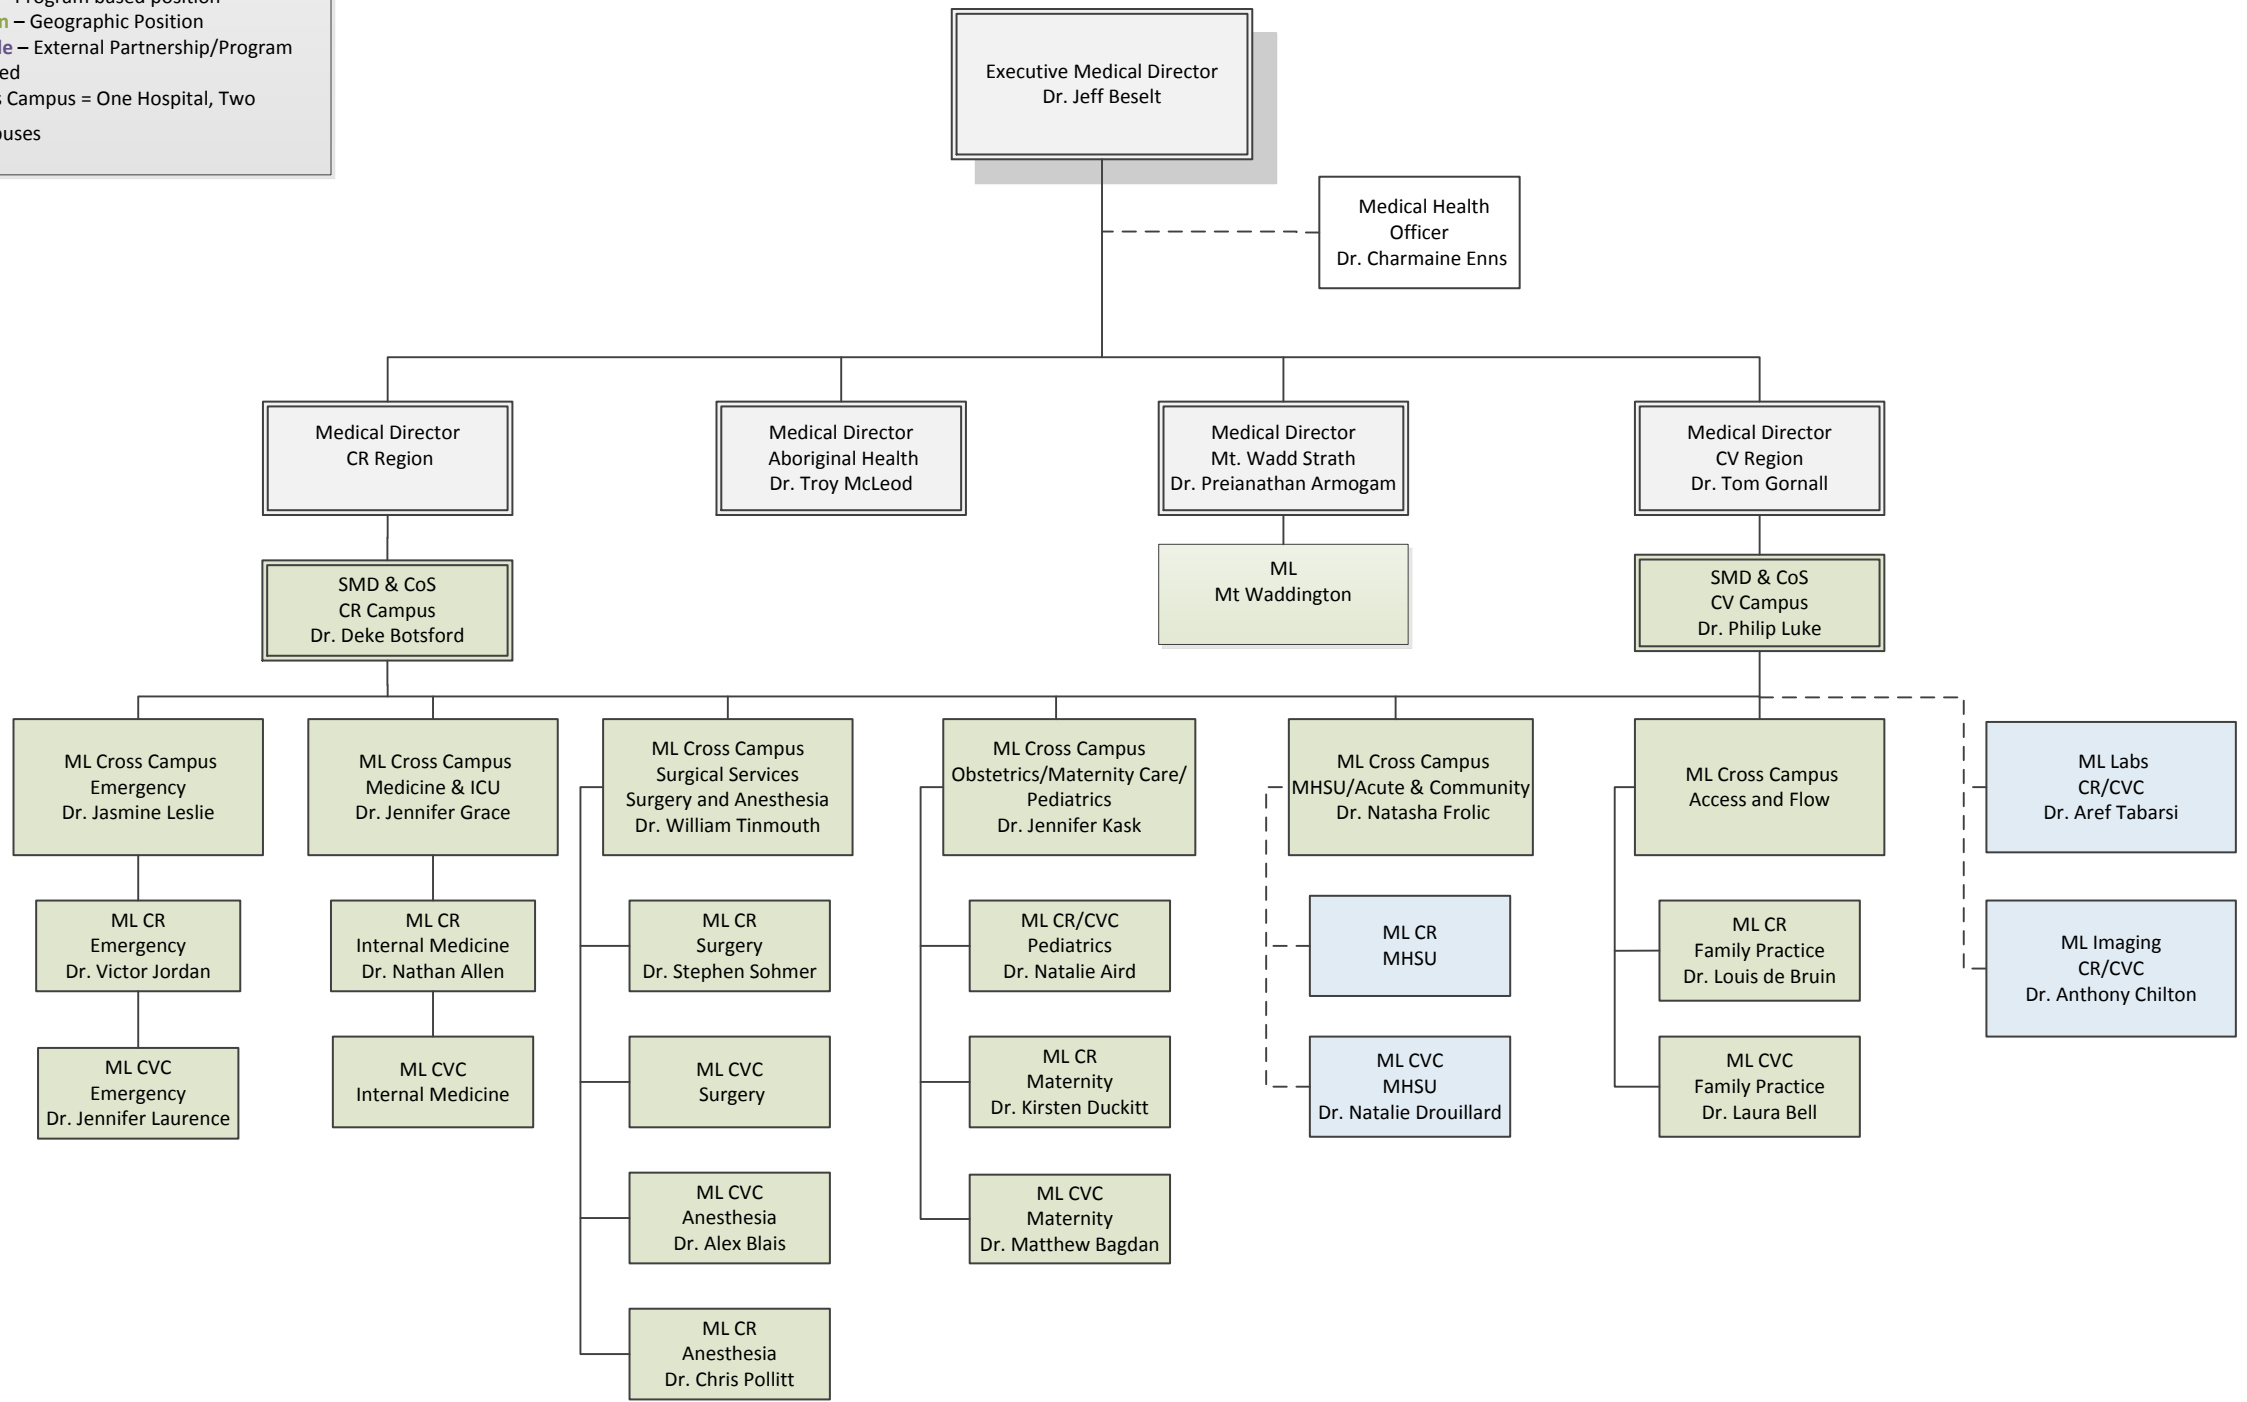 Program based position
– Geographic Position
– External Partnership/Program
Campus = One Hospital, Two
Executive Medical Director
Dr. Jeff Beselt
Medical Health
Officer
Dr. Charmaine Enns
Medical Director
CR Region
Medical Director
Aboriginal Health
Dr. Troy McLeod
Medical Director
Mt. Wadd Strath
Dr. Preianathan Armogam
Medical Director
CV Region
Dr. Tom Gornall
SMD & CoS
CR Campus
Dr. Deke Botsford
ML
Mt Waddington
SMD & CoS
CV Campus
Dr. Philip Luke
ML Cross Campus
Emergency
Dr. Jasmine Leslie
ML Cross Campus
Medicine & ICU
Dr. Jennifer Grace
ML Cross Campus
Surgical Services
Surgery and Anesthesia
Dr. William Tinmouth
ML Cross Campus
Obstetrics/Maternity Care/
Pediatrics
Dr. Jennifer Kask
ML Cross Campus
MHSU/Acute & Community
Dr. Natasha Frolic
ML Cross Campus
Access and Flow
ML Labs
CR/CVC
Dr. Aref Tabarsi
ML CR
Emergency
Dr. Victor Jordan
ML CR
Internal Medicine
Dr. Nathan Allen
ML CR
Surgery
Dr. Stephen Sohmer
ML CR/CVC
Pediatrics
Dr. Natalie Aird
ML CR
MHSU
ML CR
Family Practice
Dr. Louis de Bruin
ML Imaging
CR/CVC
Dr. Anthony Chilton
ML CVC
Emergency
Dr. Jennifer Laurence
ML CVC
Internal Medicine
ML CVC
Surgery
ML CR
Maternity
Dr. Kirsten Duckitt
ML CVC
MHSU
Dr. Natalie Drouillard
ML CVC
Family Practice
Dr. Laura Bell
ML CVC
Anesthesia
Dr. Alex Blais
ML CVC
Maternity
Dr. Matthew Bagdan
ML CR
Anesthesia
Dr. Chris Pollitt